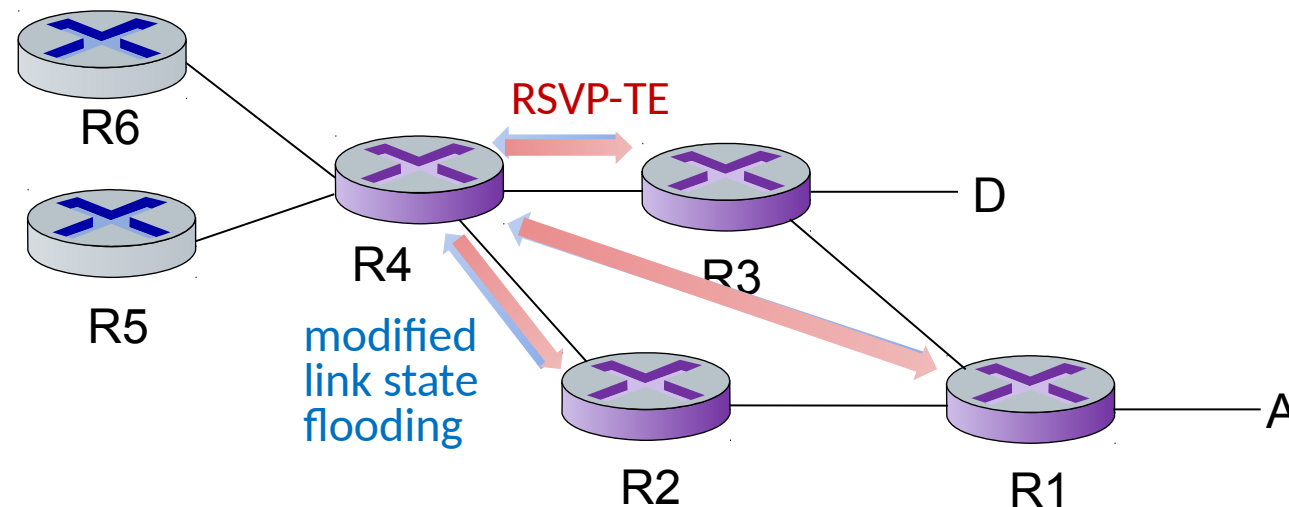 R6
RSVP-TE
D
R4
R3
R5
modified
link state
flooding
A
R2
R1